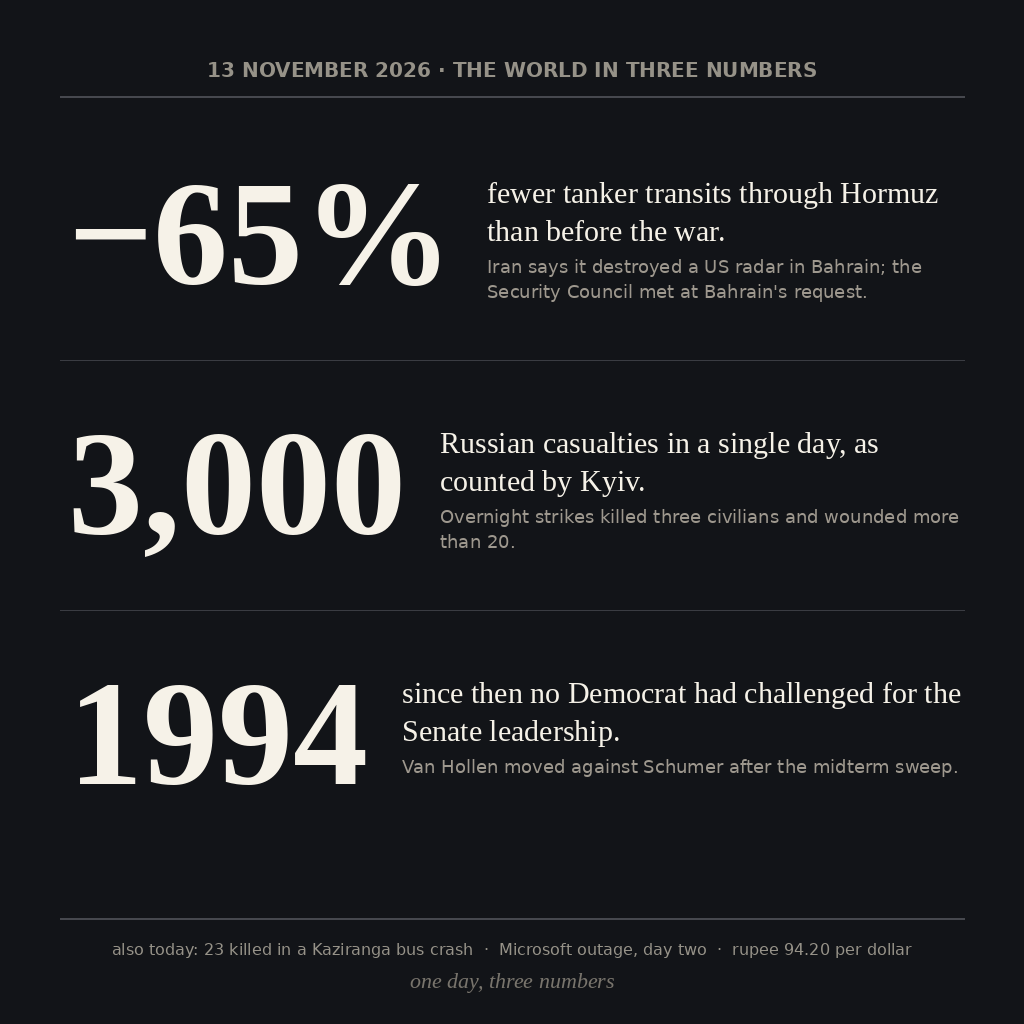 13 NOVEMBER 2026 · THE WORLD IN THREE NUMBERS
−65%
fewer tanker transits through Hormuz
than before the war.
Iran says it destroyed a US radar in Bahrain; the
Security Council met at Bahrain's request.
3,000
Russian casualties in a single day, as
counted by Kyiv.
Overnight strikes killed three civilians and wounded more
than 20.
1994
since then no Democrat had challenged for the
Senate leadership.
Van Hollen moved against Schumer after the midterm sweep.
also today: 23 killed in a Kaziranga bus crash · Microsoft outage, day two · rupee 94.20 per dollar
one day, three numbers